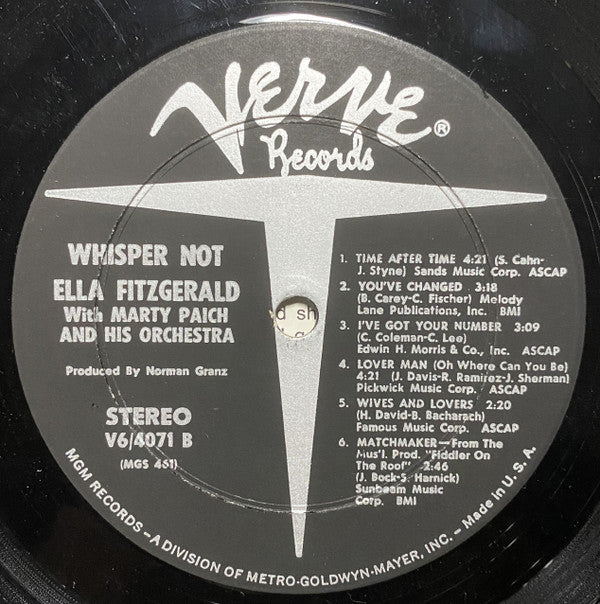 Verve®
Records
WHISPER NOT
ELLA FITZGERALD
With MARTY PAICH
AND HIS ORCHESTRA
Produced By Norman Granz
STEREO
V6/4071 B
(MGS 461)
1. TIME AFTER TIME 4:21 (S. Cahn-
J. Styne) Sands Music Corp. ASCAP
2. YOU'VE CHANGED 3:18
(B. Carey-C. Fischer) Melody
Lane Publications, Inc. BMI
3. I'VE GOT YOUR NUMBER 3:09
(C. Coleman-C. Lee)
Edwin H. Morris & Co., Inc. ASCAP
4. LOVER MAN (Oh Where Can You Be)
4:21 (J. Davis-R. Ramirez-J. Sherman)
Pickwick Music Corp. ASCAP
5. WIVES AND LOVERS 2:20
(H. David-B. Bacharach)
Famous Music Corp. ASCAP
6. MATCHMAKER—From The
Mus'l. Prod. "Fiddler On
The Roof" 2:46
(J. Bock-S. Harnick)
Sunbeam Music
Corp. BMI
MGM RECORDS – A DIVISION OF METRO-GOLDWYN-MAYER, INC. – Made in U.S.A.